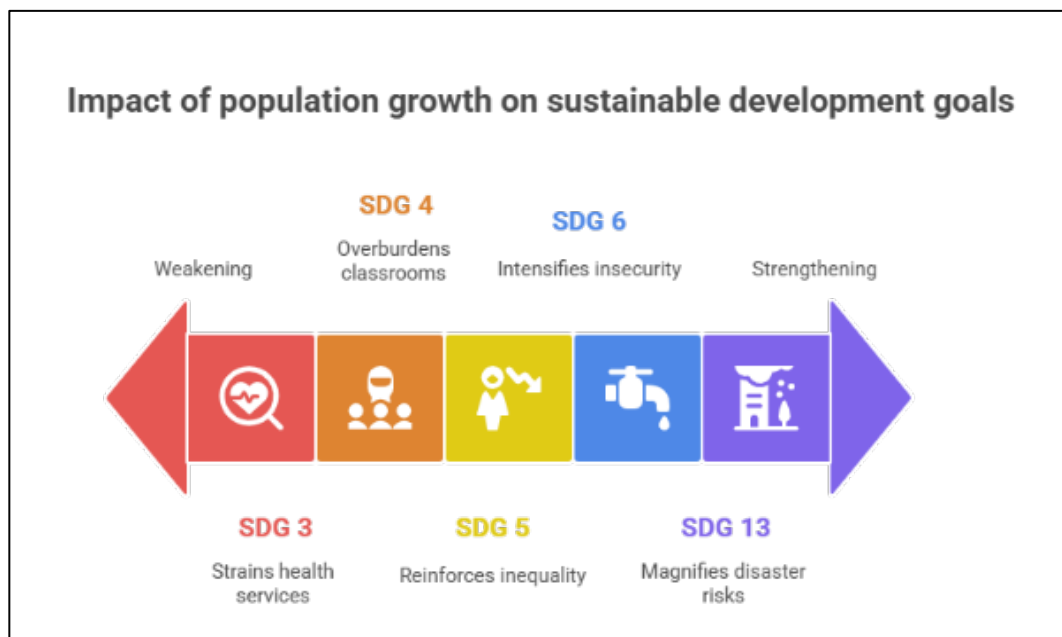 Impact of population growth on sustainable development goals
SDG 4
SDG 6
Weakening
Overburdens
classrooms
Intensifies insecurity
Strengthening
SDG 3
SDG 5
SDG 13
Strains health
services
Reinforces inequality
Magnifies disaster
risks